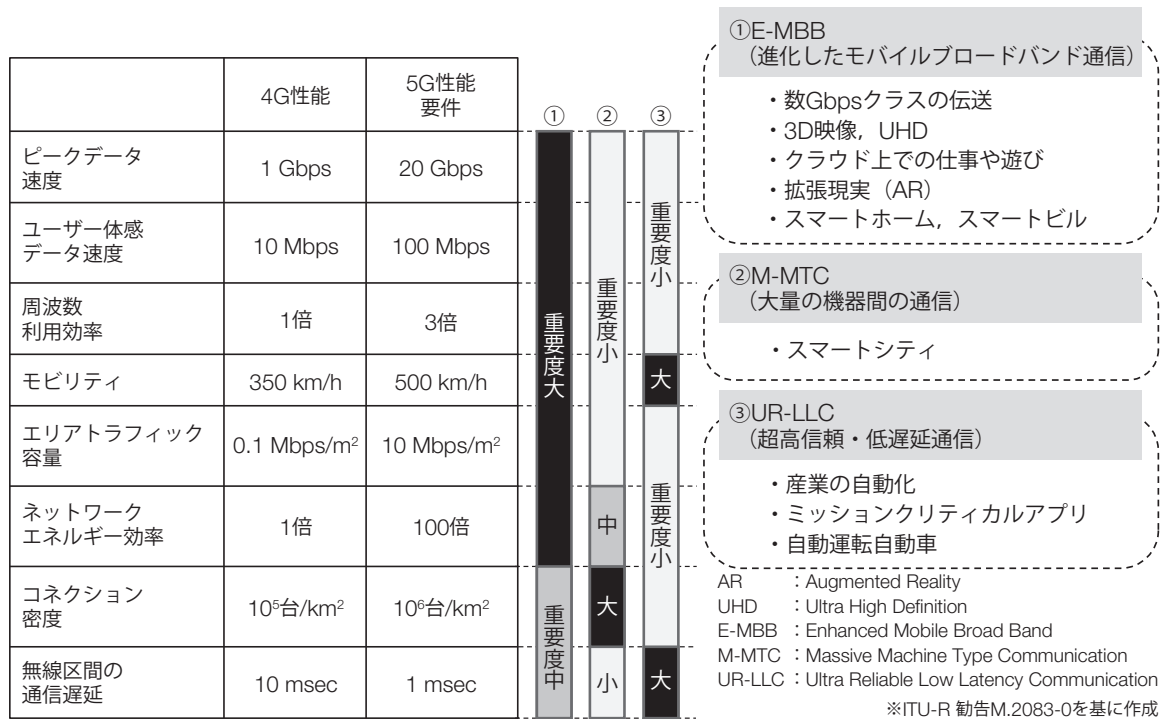 4G性能
5G性能
要件
①
②
③
ピークデータ
速度
1 Gbps
20 Gbps
ユーザー体感
データ速度
10 Mbps
100 Mbps
周波数
利用効率
1倍
3倍
モビリティ
350 km/h
500 km/h
エリアトラフィック
容量
0.1 Mbps/m²
10 Mbps/m²
ネットワーク
エネルギー効率
1倍
100倍
コネクション
密度
10⁵台/km²
10⁶台/km²
無線区間の
通信遅延
10 msec
1 msec
重要度大
重要度中
重要度小
中
大
小
重要度小
大
重要度小
大
①E-MBB
（進化したモバイルブロードバンド通信）
・数Gbpsクラスの伝送
・3D映像，UHD
・クラウド上での仕事や遊び
・拡張現実（AR）
・スマートホーム，スマートビル
②M-MTC
（大量の機器間の通信）
・スマートシティ
③UR-LLC
（超高信頼・低遅延通信）
・産業の自動化
・ミッションクリティカルアプリ
・自動運転自動車
AR ：Augmented Reality
UHD ：Ultra High Definition
E-MBB ：Enhanced Mobile Broad Band
M-MTC ：Massive Machine Type Communication
UR-LLC ：Ultra Reliable Low Latency Communication
※ITU-R 勧告M.2083-0を基に作成